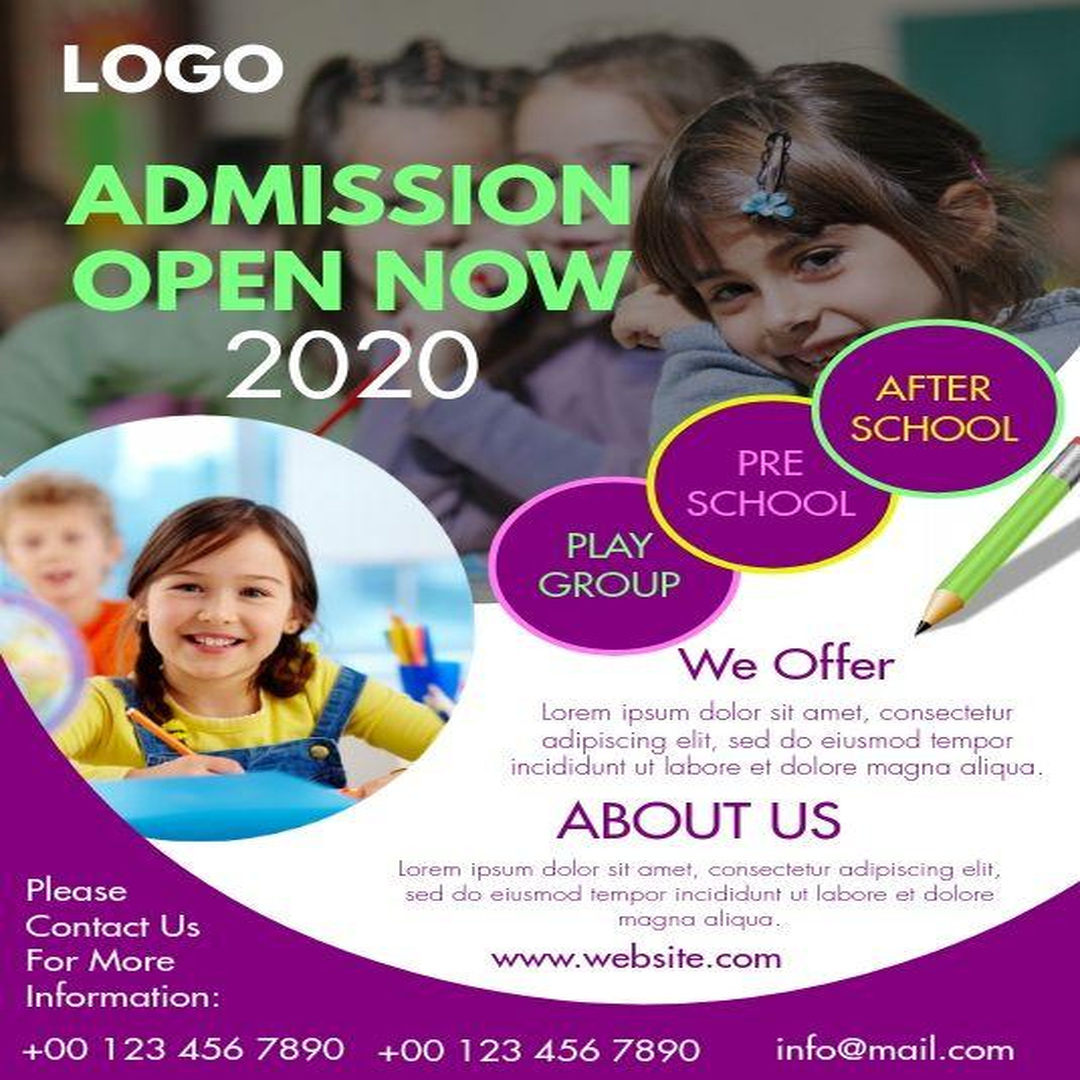 LOGO
ADMISSION
OPEN NOW
2020
AFTER
SCHOOL
PRE
SCHOOL
PLAY
GROUP
We Offer
Lorem ipsum dolor sit amet, consectetur
adipiscing elit, sed do eiusmod tempor
incididunt ut labore et dolore magna aliqua.
ABOUT US
Lorem ipsum dolor sit amet, consectetur adipiscing elit,
sed do eiusmod tempor incididunt ut labore et dolore
magna aliqua.
www.website.com
Please
Contact Us
For More
Information:
+00 123 456 7890 +00 123 456 7890 info@mail.com